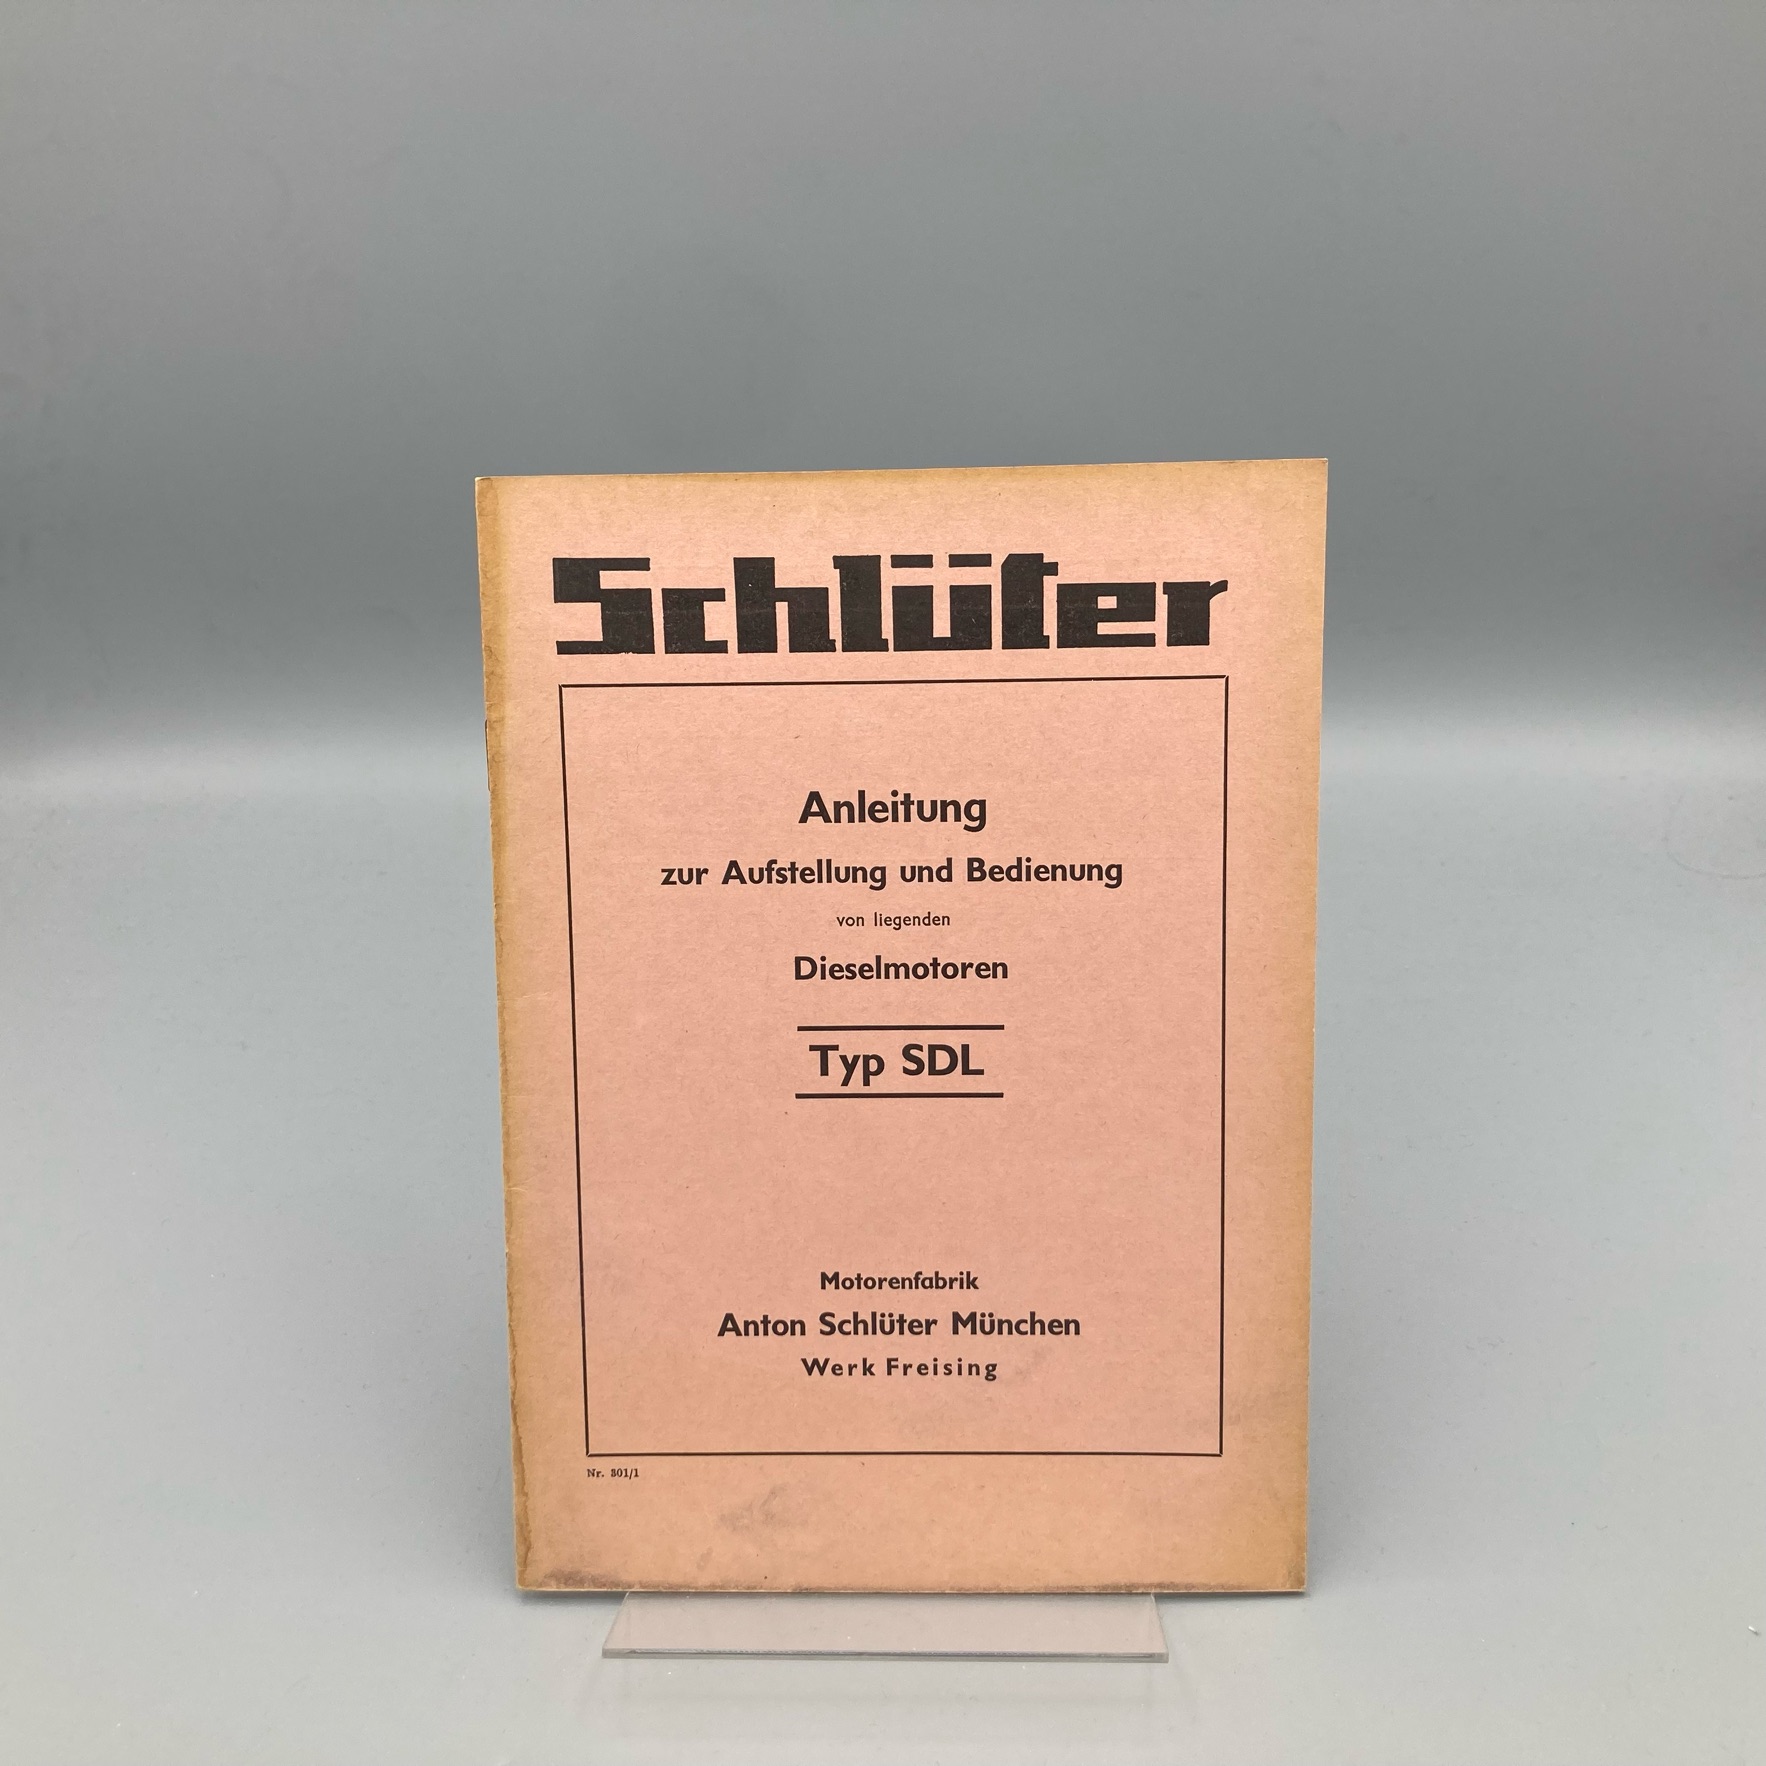 Schlüter
Anleitung
zur Aufstellung und Bedienung
von liegenden
Dieselmotoren
Typ SDL
Motorenfabrik
Anton Schlüter München
Werk Freising
Nr. 301/1